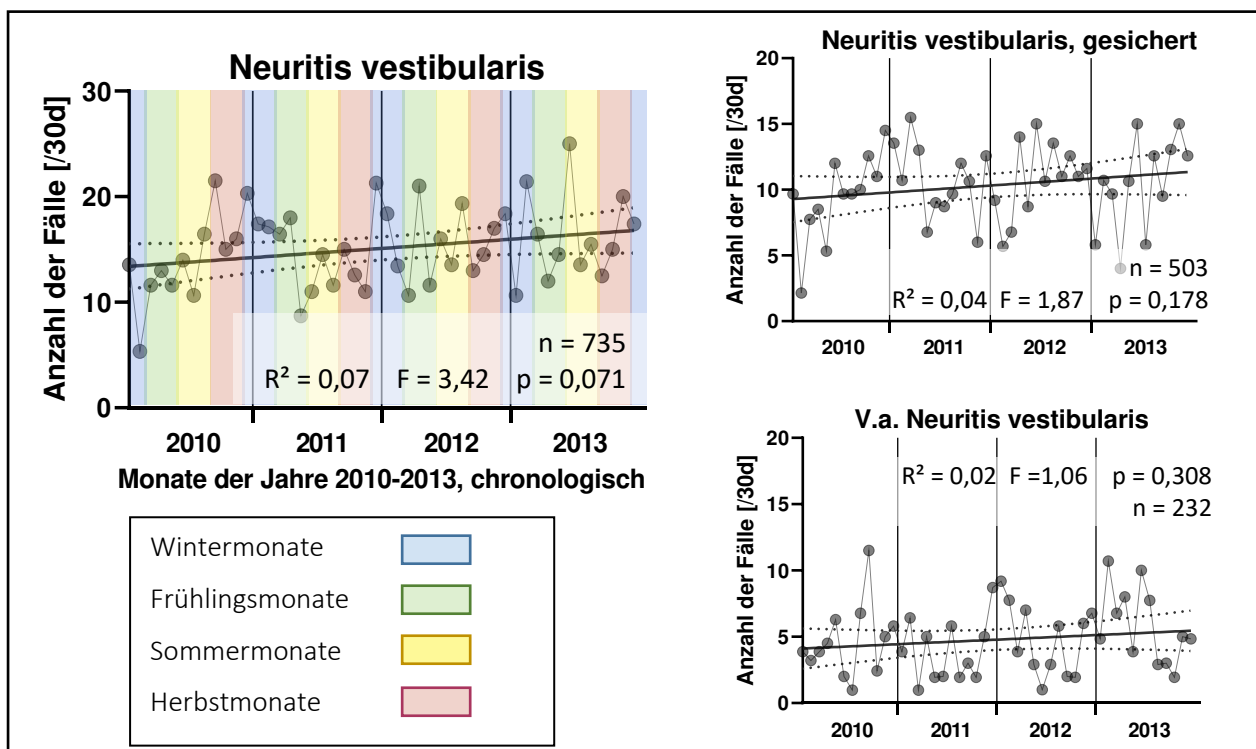 Neuritis vestibularis
Anzahl der Fälle [/30d]
30
20
10
0
n = 735
R² = 0,07 F = 3,42 p = 0,071
2010 2011 2012 2013
Monate der Jahre 2010-2013, chronologisch
Wintermonate
Frühlingsmonate
Sommermonate
Herbstmonate
Neuritis vestibularis, gesichert
Anzahl der Fälle [/30d]
20
15
10
5
0
n = 503
R² = 0,04 F = 1,87 p = 0,178
2010 2011 2012 2013
V.a. Neuritis vestibularis
Anzahl der Fälle [/30d]
20
15
10
5
0
R² = 0,02 F =1,06 p = 0,308
n = 232
2010 2011 2012 2013